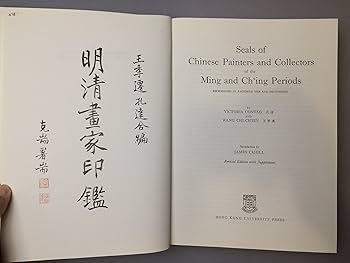 王季遷 孔達合編
明清畫家印鑑
克耑署耑
Seals of
Chinese Painters and Collectors
of the
Ming and Ch'ing Periods
REPRODUCED IN FACSIMILE SIZE AND DECIPHERED
by
VICTORIA CONTAG 孔達
and
WANG CHI-CH'IEN 王季遷
Introduction by
JAMES CAHILL
Revised Edition with Supplement
HONG KONG UNIVERSITY PRESS